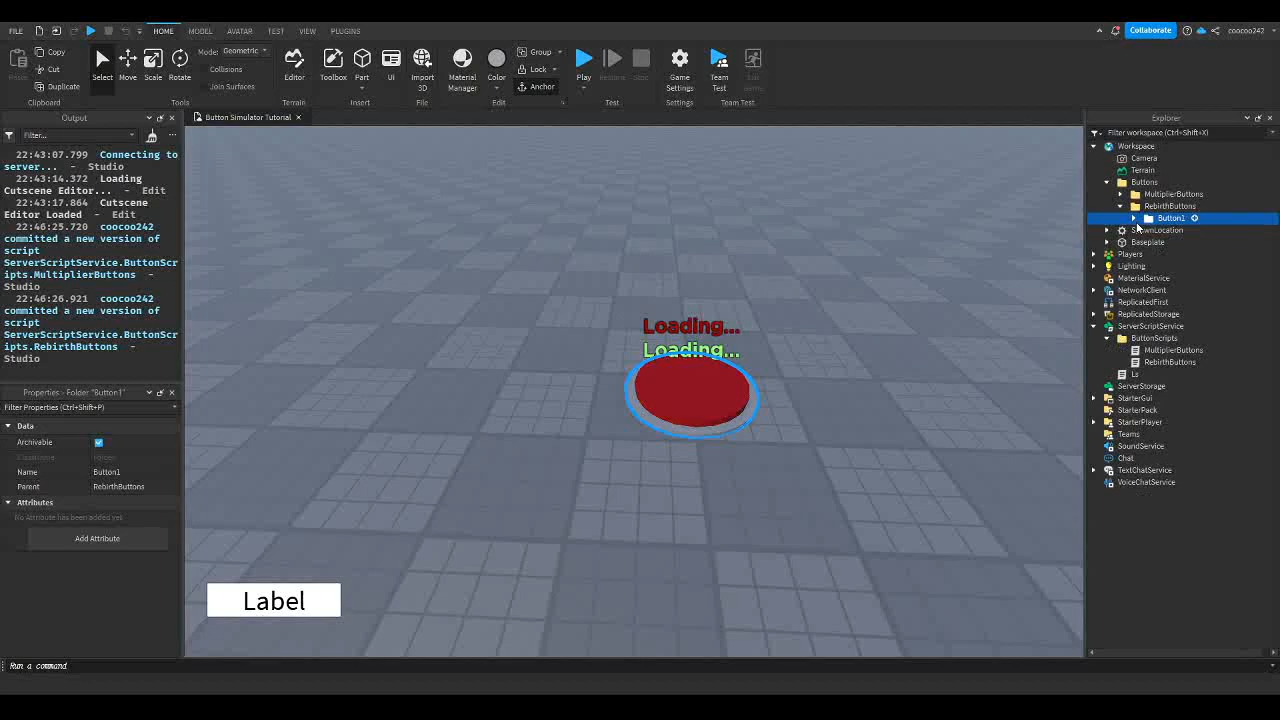 FILE HOME MODEL AVATAR TEST VIEW PLUGINS Collaborate coocoo242
Copy Cut Duplicate Clipboard
Select Move Scale Rotate Mode: Geometric Collisions Join Surfaces Tools
Editor Terrain
Toolbox Part UI Insert
Import 3D File
Material Manager Color Group Lock Anchor Edit
Play Test
Game Settings Settings
Team Test Team Test
Output
Button Simulator Tutorial
Explorer
Filter...
Filter workspace (Ctrl+Shift+X)
22:43:07.799 Connecting to
server... - Studio
22:43:14.372 Loading
Cutscene Editor... - Edit
22:43:17.864 Cutscene
Editor Loaded - Edit
22:46:25.720 coocoo242
committed a new version of
script
ServerScriptService.ButtonScr
ipts.MultiplierButtons -
Studio
22:46:26.921 coocoo242
committed a new version of
script
ServerScriptService.ButtonScr
ipts.RebirthButtons -
Studio
Properties - Folder "Button1"
Filter Properties (Ctrl+Shift+P)
Data
Archivable
Name Button1
Parent RebirthButtons
Attributes
No Attribute has been added yet
Add Attribute
Loading...
Loading...
Label
Workspace
Camera
Terrain
Buttons
MultiplierButtons
RebirthButtons
Button1
SpawnLocation
Baseplate
Players
Lighting
MaterialService
NetworkClient
ReplicatedFirst
ReplicatedStorage
ServerScriptService
ButtonScripts
MultiplierButtons
RebirthButtons
Ls
ServerStorage
StarterGui
StarterPack
StarterPlayer
Teams
SoundService
Chat
TextChatService
VoiceChatService
Run a command